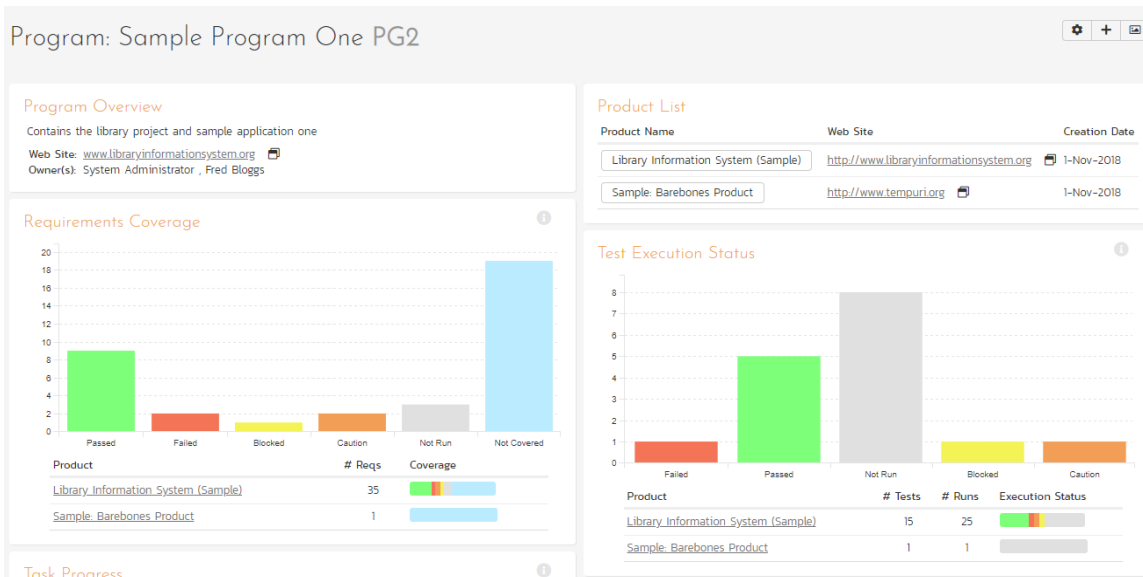 Program: Sample Program One PG2
Program Overview
Contains the library project and sample application one
Web Site: www.libraryinformationsystem.org
Owner(s): System Administrator , Fred Bloggs
Requirements Coverage
20
18
16
14
12
10
8
6
4
2
0
Passed Failed Blooked Caution Not Run Not Covered
Product # Reqs Coverage
Library Information System (Sample) 35
Sample: Barebones Product 1
Task Progress
Product List
Product Name Web Site Creation Date
Library Information System (Sample) http://www.libraryinformationsystem.org 1-Nov-2018
Sample: Barebones Product http://www.tempuri.org 1-Nov-2018
Test Execution Status
8
7
6
5
4
3
2
1
0
Failed Passed Not Run Blooked Caution
Product # Tests # Runs Execution Status
Library Information System (Sample) 15 25
Sample: Barebones Product 1 1